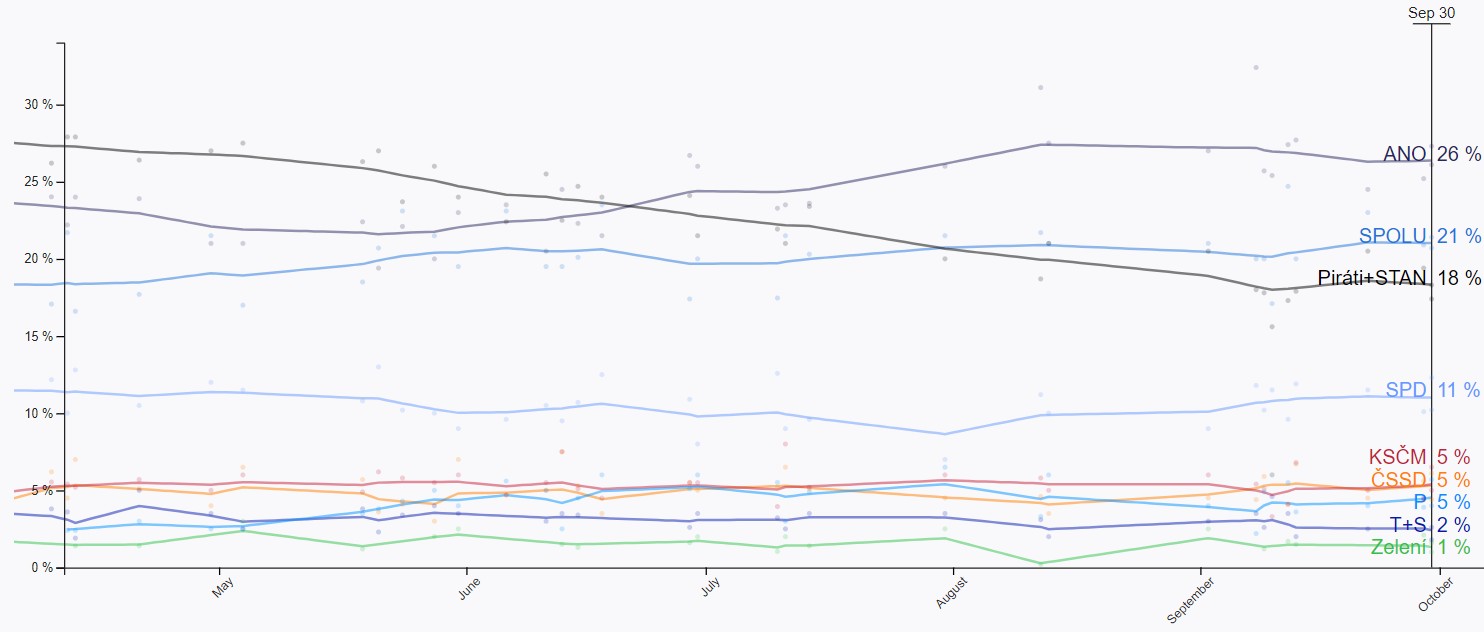 Sep 30
30 %
25 %
20 %
15 %
10 %
5 %
0 %
ANO 26 %
SPOLU 21 %
Piráti+STAN 18 %
SPD 11 %
KSČM 5 %
ČSSD 5 %
P 5 %
T+S 2 %
Zelení 1 %
May
June
July
August
September
October